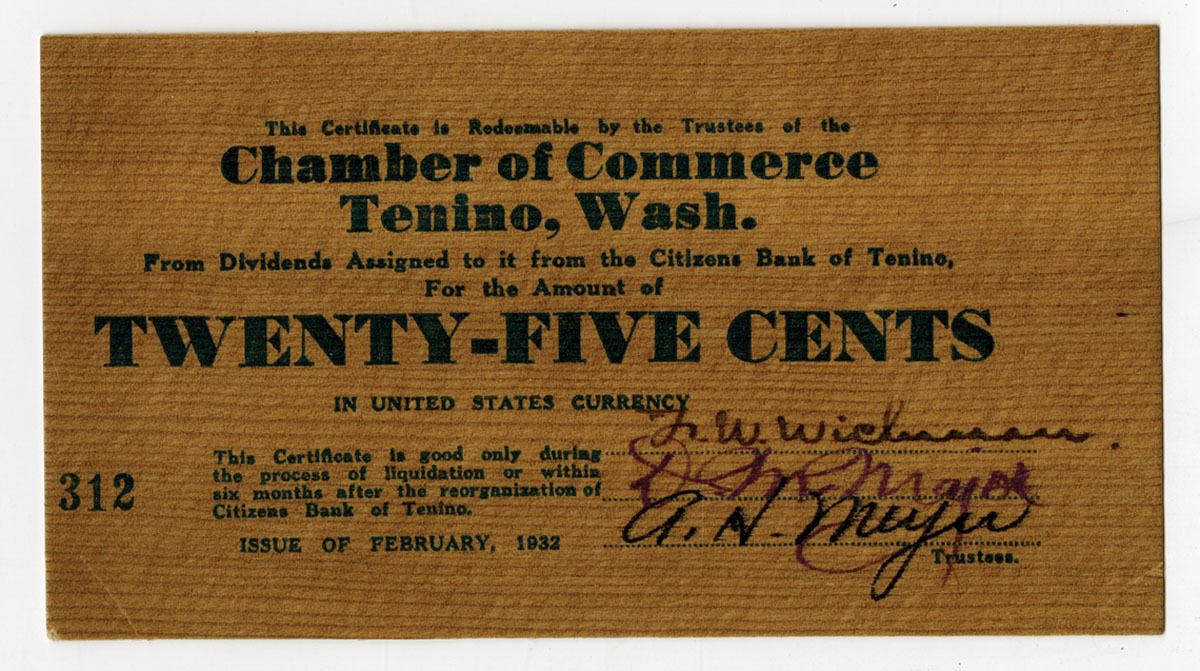 This Certificate is Redeemable by the Trustees of the
Chamber of Commerce
Tenino, Wash.
From Dividends Assigned to it from the Citizens Bank of Tenino,
For the Amount of
TWENTY-FIVE CENTS
IN UNITED STATES CURRENCY
312
This Certificate is good only during
the process of liquidation or within
six months after the reorganization of
Citizens Bank of Tenino.
ISSUE OF FEBRUARY, 1932
W. Wichman
Major
A. H. Meyer
Trustees.